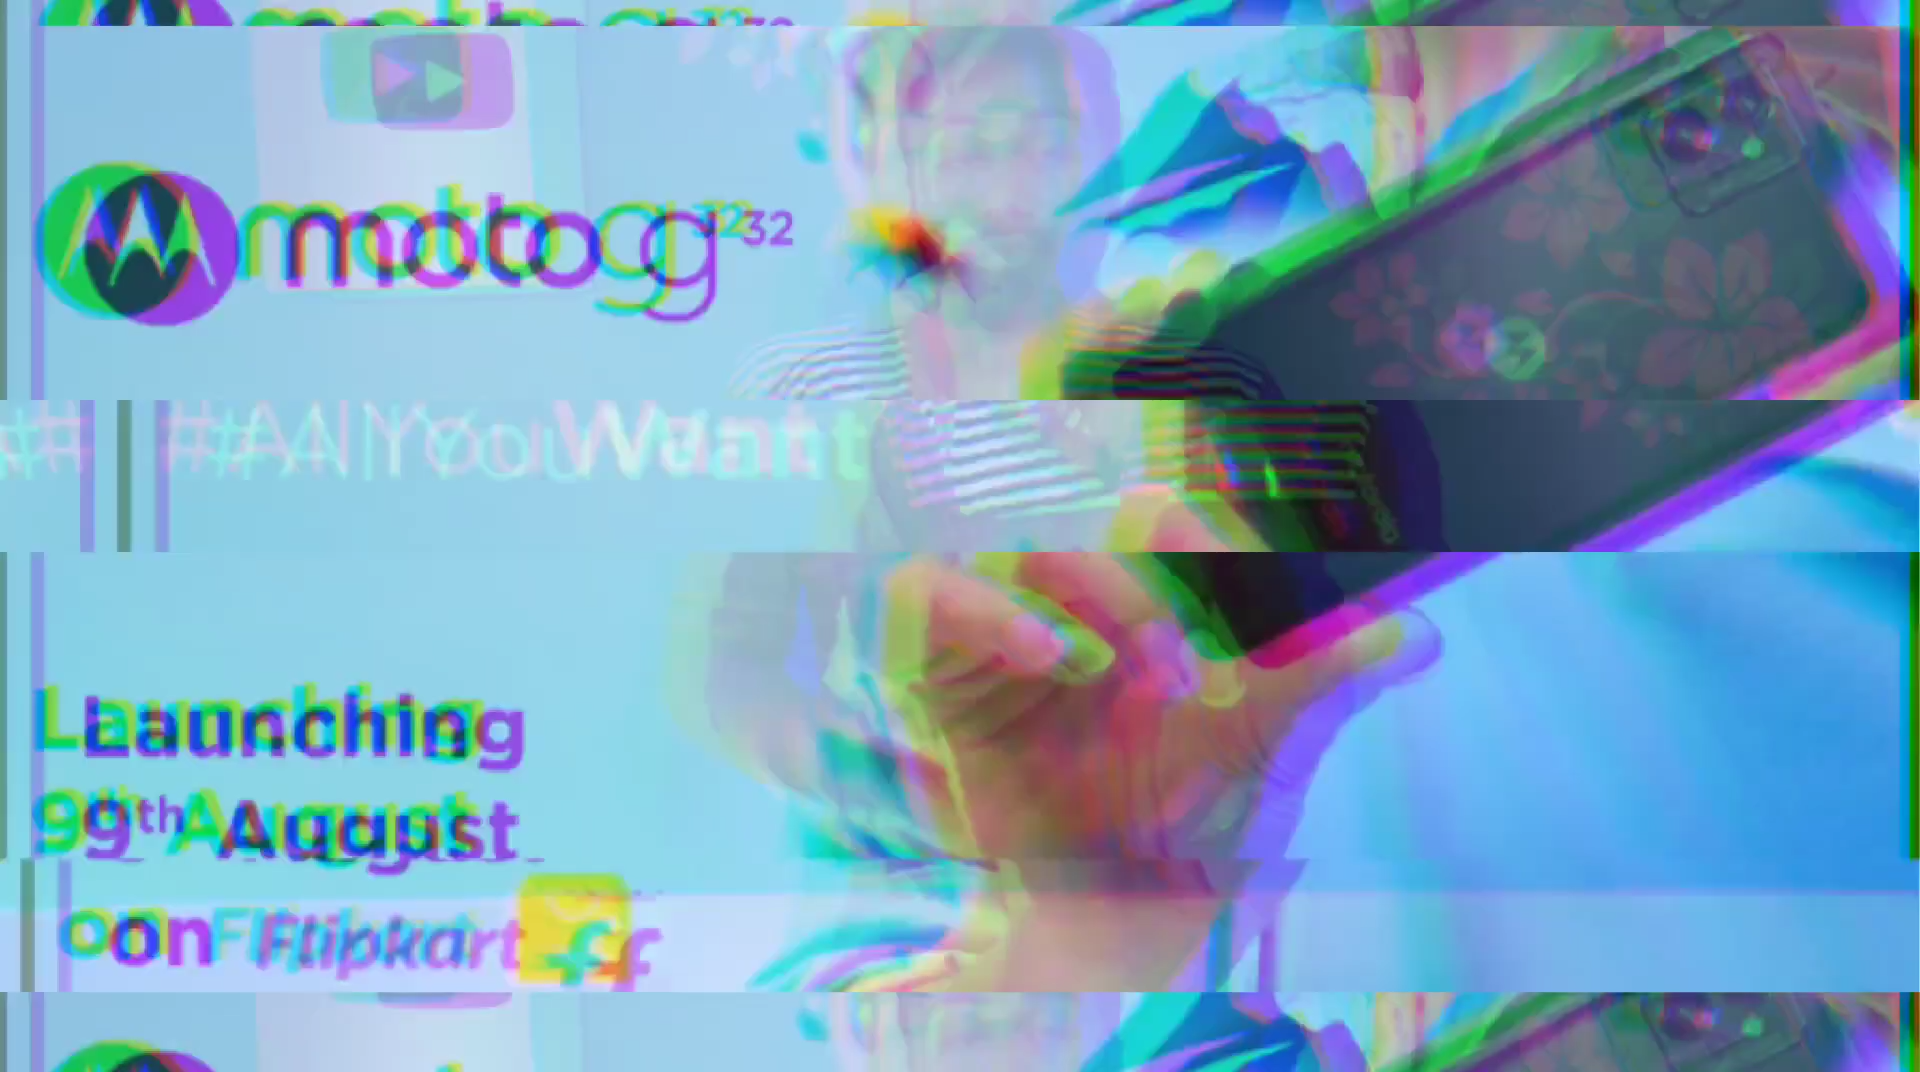 moto g32
#AllYouWant
Launching
9th August
on Flipkart